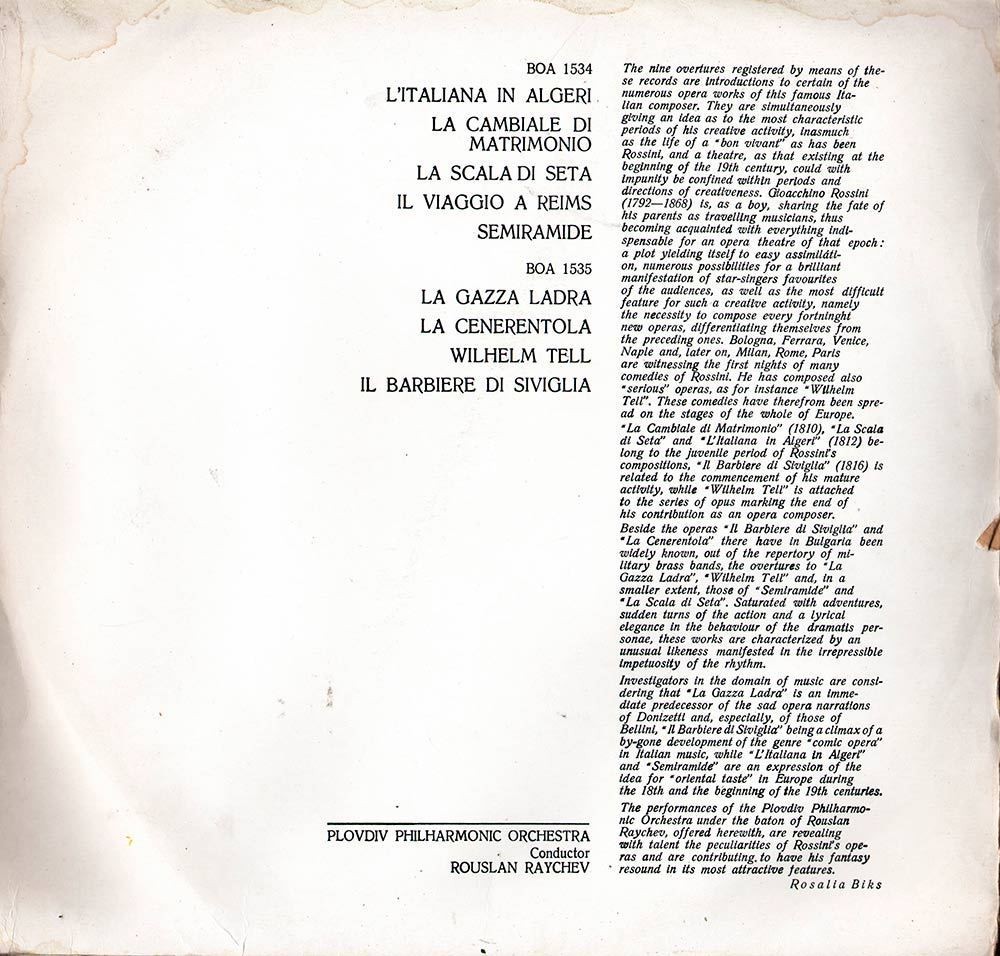 BOA 1534
L'ITALIANA IN ALGERI
LA CAMBIALE DI
MATRIMONIO
LA SCALA DI SETA
IL VIAGGIO A REIMS
SEMIRAMIDE
BOA 1535
LA GAZZA LADRA
LA CENERENTOLA
WILHELM TELL
IL BARBIERE DI SIVIGLIA
PLOVDIV PHILHARMONIC ORCHESTRA
Conductor
ROUSLAN RAYCHEV
The nine overtures registered by means of the-
se records are introductions to certain of the
numerous opera works of this famous Ita-
lian composer. They are simultaneously
giving an idea as to the most characteristic
periods of his creative activity, inasmuch
as the life of a "bon vivant" as has been
Rossini, and a theatre, as that existing at the
beginning of the 19th century, could with
impunity be confined within periods and
directions of creativeness. Gioacchino Rossini
(1792—1868) is, as a boy, sharing the fate of
his parents as travelling musicians, thus
becoming acquainted with everything indi-
spensable for an opera theatre of that epoch:
a plot yielding itself to easy assimiláti-
on, numerous possibilities for a brilliant
manifestation of star-singers favourites
of the audiences, as well as the most difficult
feature for such a creative activity, namely
the necessity to compose every fortninght
new operas, differentiating themselves from
the preceding ones. Bologna, Ferrara, Venice,
Naple and, later on, Milan, Rome, Paris
are witnessing the first nights of many
comedies of Rossini. He has composed also
"serious" operas, as for instance "Wilhelm
Tell". These comedies have therefrom been spre-
ad on the stages of the whole of Europe.
"La Cambiale di Matrimonio" (1810), "La Scala
di Seta" and "L'Italiana in Algeri" (1812) be-
long to the juvenile period of Rossini's
compositions, "Il Barbiere di Siviglia" (1816) is
related to the commencement of his mature
activity, while "Wilhelm Tell" is attached
to the series of opus marking the end of
his contribution as an opera composer.
Beside the operas "Il Barbiere di Siviglia" and
"La Cenerentola" there have in Bulgaria been
widely known, out of the repertory of mi-
litary brass bands, the overtures to "La
Gazza Ladra", "Wilhelm Tell" and, in a
smaller extent, those of "Semiramide" and
"La Scala di Seta". Saturated with adventures,
sudden turns of the action and a lyrical
elegance in the behaviour of the dramatis per-
sonae, these works are characterized by an
unusual likeness manifested in the irrepressible
impetuosity of the rhythm.
Investigators in the domain of music are consi-
dering that "La Gazza Ladra" is an imme-
diate predecessor of the sad opera narrations
of Donizetti and, especially, of those of
Bellini, "Il Barbiere di Siviglia" being a climax of a
by-gone development of the genre "comic opera"
in Italian music, while "L'Italiana in Algeri"
and "Semiramide" are an expression of the
idea for "oriental taste" in Europe during
the 18th and the beginning of the 19th centuries.
The performances of the Plovdiv Philharmo-
nic Orchestra under the baton of Rouslan
Raychev, offered herewith, are revealing
with talent the peculiarities of Rossini's ope-
ras and are contributing. to have his fantasy
resound in its most attractive features.
Rosalia Biks